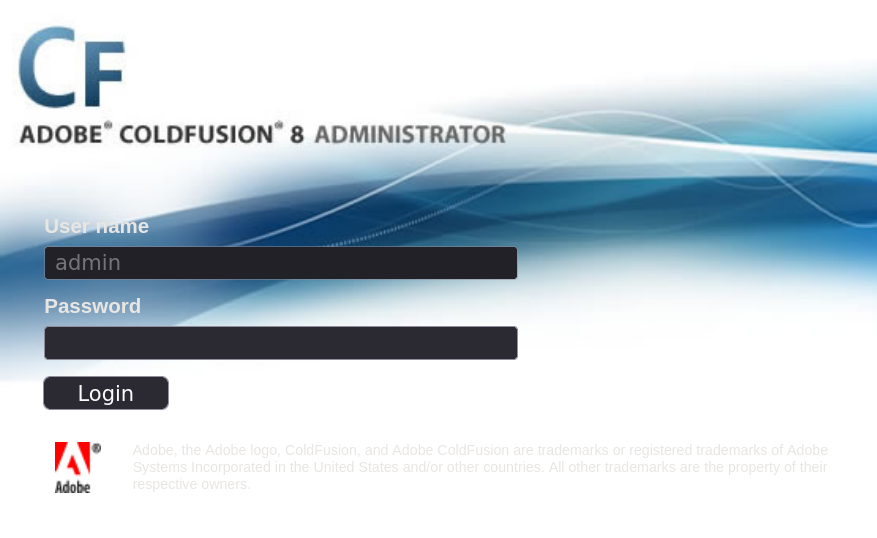 CF
ADOBE® COLDFUSION® 8 ADMINISTRATOR
User name
admin
Password
Login
Adobe, the Adobe logo, ColdFusion, and Adobe ColdFusion are trademarks or registered trademarks of Adobe
Systems Incorporated in the United States and/or other countries. All other trademarks are the property of their
respective owners.
®
Adobe